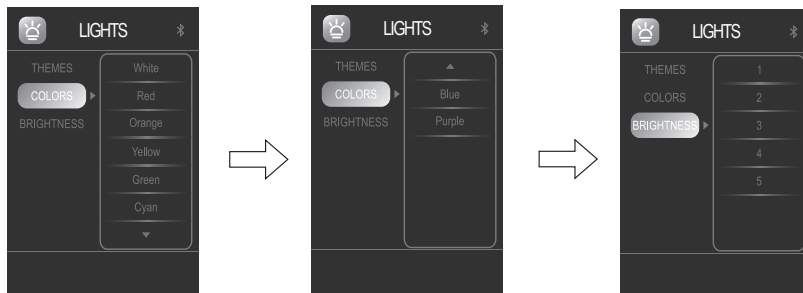 LIGHTS
THEMES
COLORS
BRIGHTNESS
White
Red
Orange
Yellow
Green
Cyan
LIGHTS
THEMES
COLORS
BRIGHTNESS
Blue
Purple
LIGHTS
THEMES
COLORS
BRIGHTNESS
1
2
3
4
5